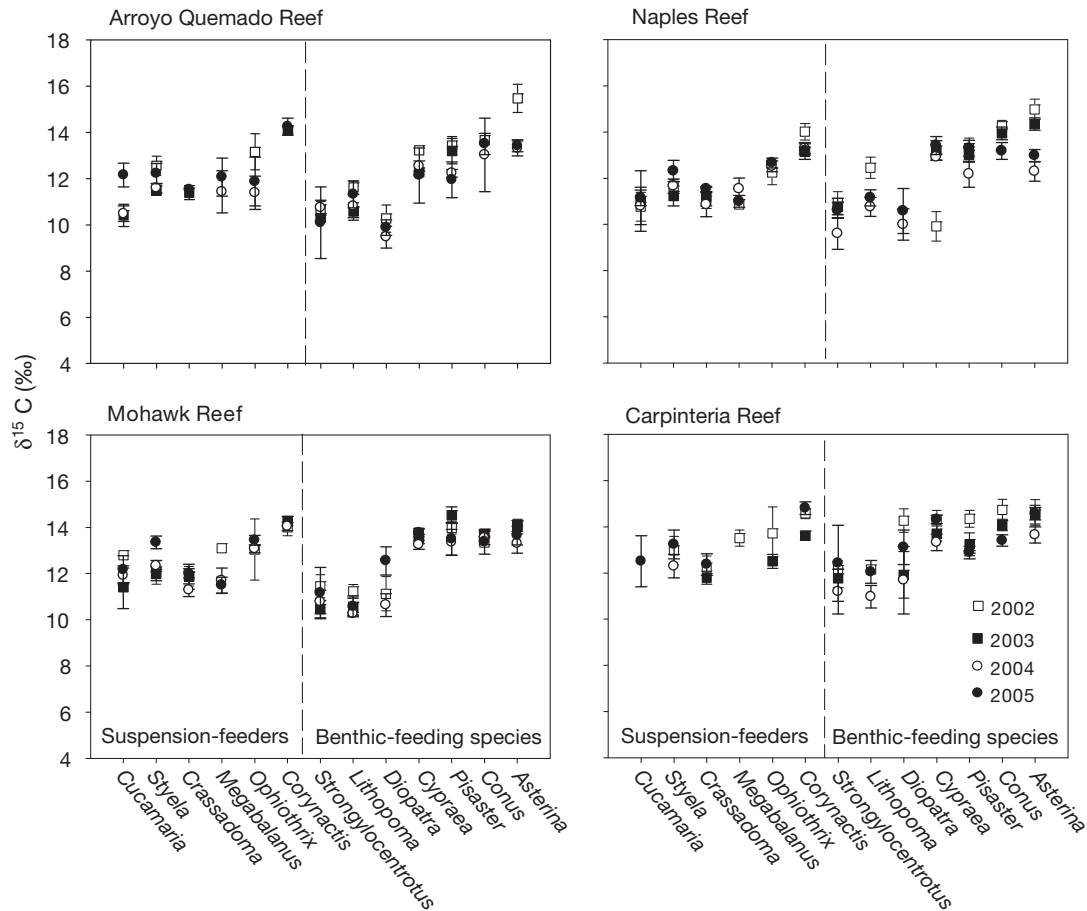 Arroyo Quemado Reef
Naples Reef
18
16
14
12
10
8
6
4
δ15 C (‰)
Mohawk Reef
Carpinteria Reef
18
16
14
12
10
8
6
4
2002
2003
2004
2005
Suspension-feeders
Benthic-feeding species
Suspension-feeders
Benthic-feeding species
Cucamaria
Styela
Crassadoma
Megabalanus
Ophiothrix
Corynactis
Strongylocentrotus
Lithopoma
Diopatra
Cypraea
Pisaster
Conus
Asterina
Cucamaria
Styela
Crassadoma
Megabalanus
Ophiothrix
Corynactis
Strongylocentrotus
Lithopoma
Diopatra
Cypraea
Pisaster
Conus
Asterina